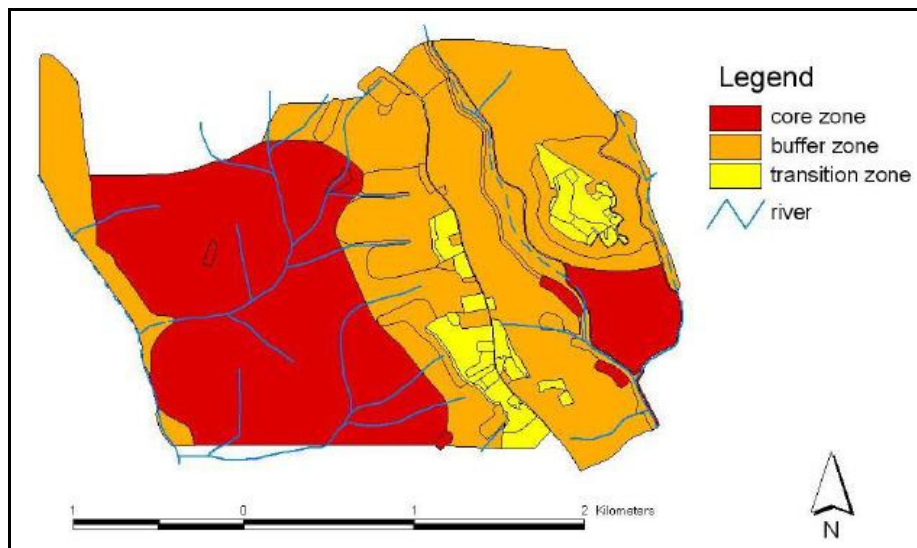 Legend
core zone
buffer zone
transition zone
river
1 0 1 2 Kilometers
N